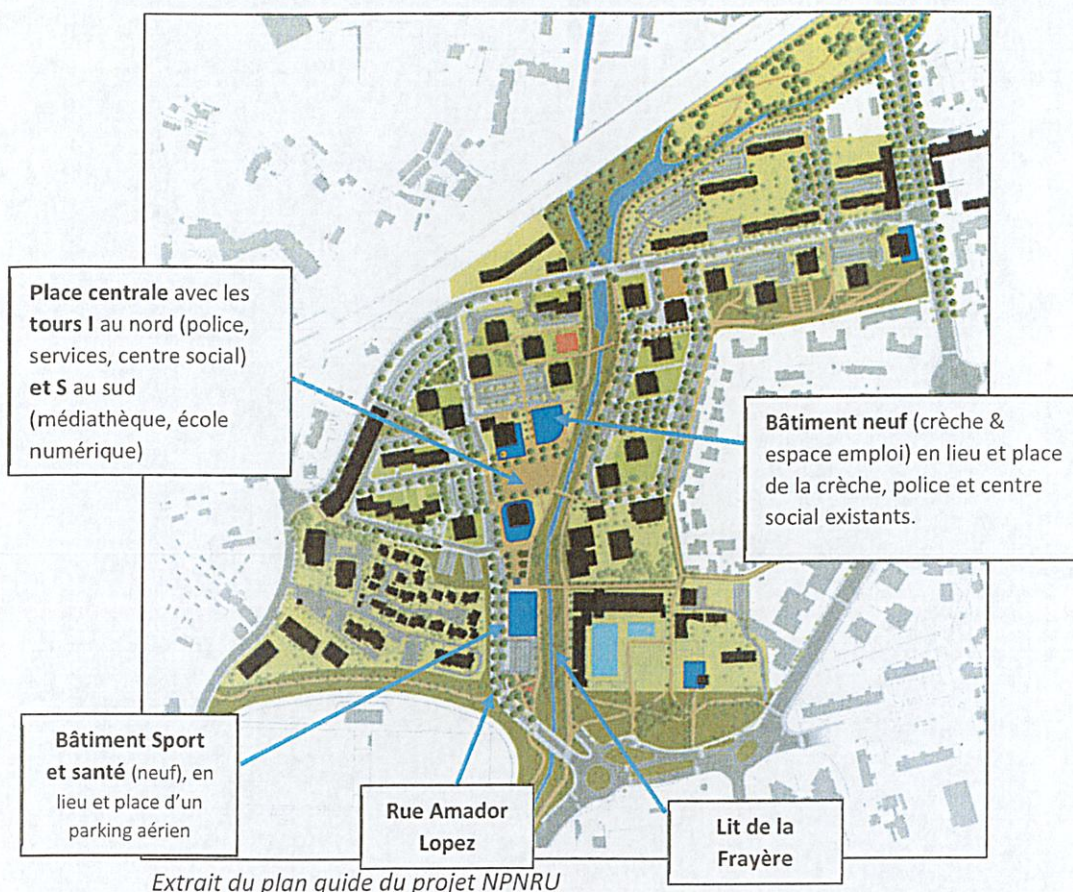 Place centrale avec les
tours I au nord (police,
services, centre social)
et S au sud
(médiathèque, école
numérique)
Bâtiment neuf (crèche &
espace emploi) en lieu et place
de la crèche, police et centre
social existants.
Bâtiment Sport
et santé (neuf), en
lieu et place d'un
parking aérien
Rue Amador
Lopez
Lit de la
Frayère
Extrait du plan guide du projet NPNRU